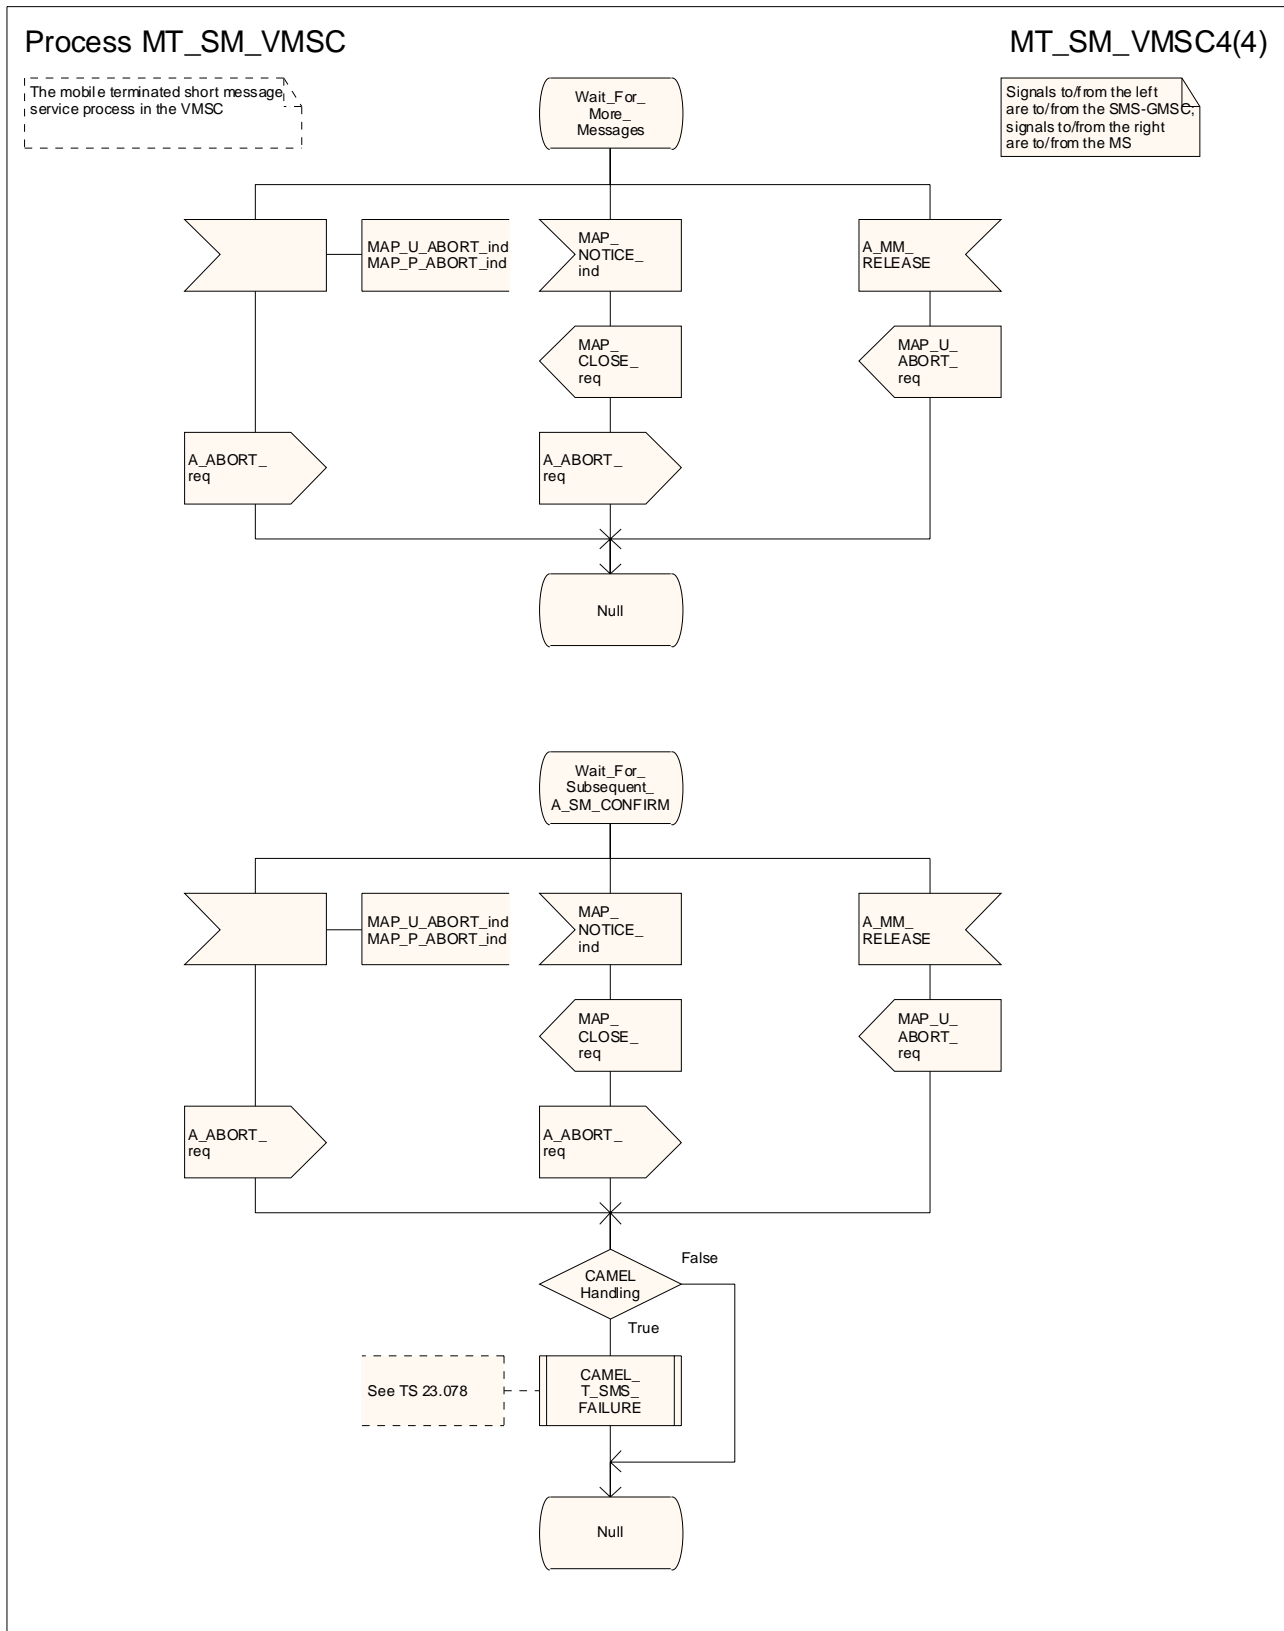 Process MT_SM_VMSC
MT_SM_VMSC4(4)
The mobile terminated short message
service process in the VMSC
Wait_For_
More_
Messages
Signals to/from the left
are to/from the SMS-GMSC;
signals to/from the right
are to/from the MS
MAP_U_ABORT_ind
MAP_P_ABORT_ind
MAP_
NOTICE_
ind
A_MM_
RELEASE
MAP_
CLOSE_
req
MAP_U_
ABORT_
req
A_ABORT_
req
A_ABORT_
req
Null
Wait_For_
Subsequent_
A_SM_CONFIRM
MAP_U_ABORT_ind
MAP_P_ABORT_ind
MAP_
NOTICE_
ind
A_MM_
RELEASE
MAP_
CLOSE_
req
MAP_U_
ABORT_
req
A_ABORT_
req
A_ABORT_
req
False
CAMEL
Handling
True
See TS 23.078
CAMEL_
T_SMS_
FAILURE
Null